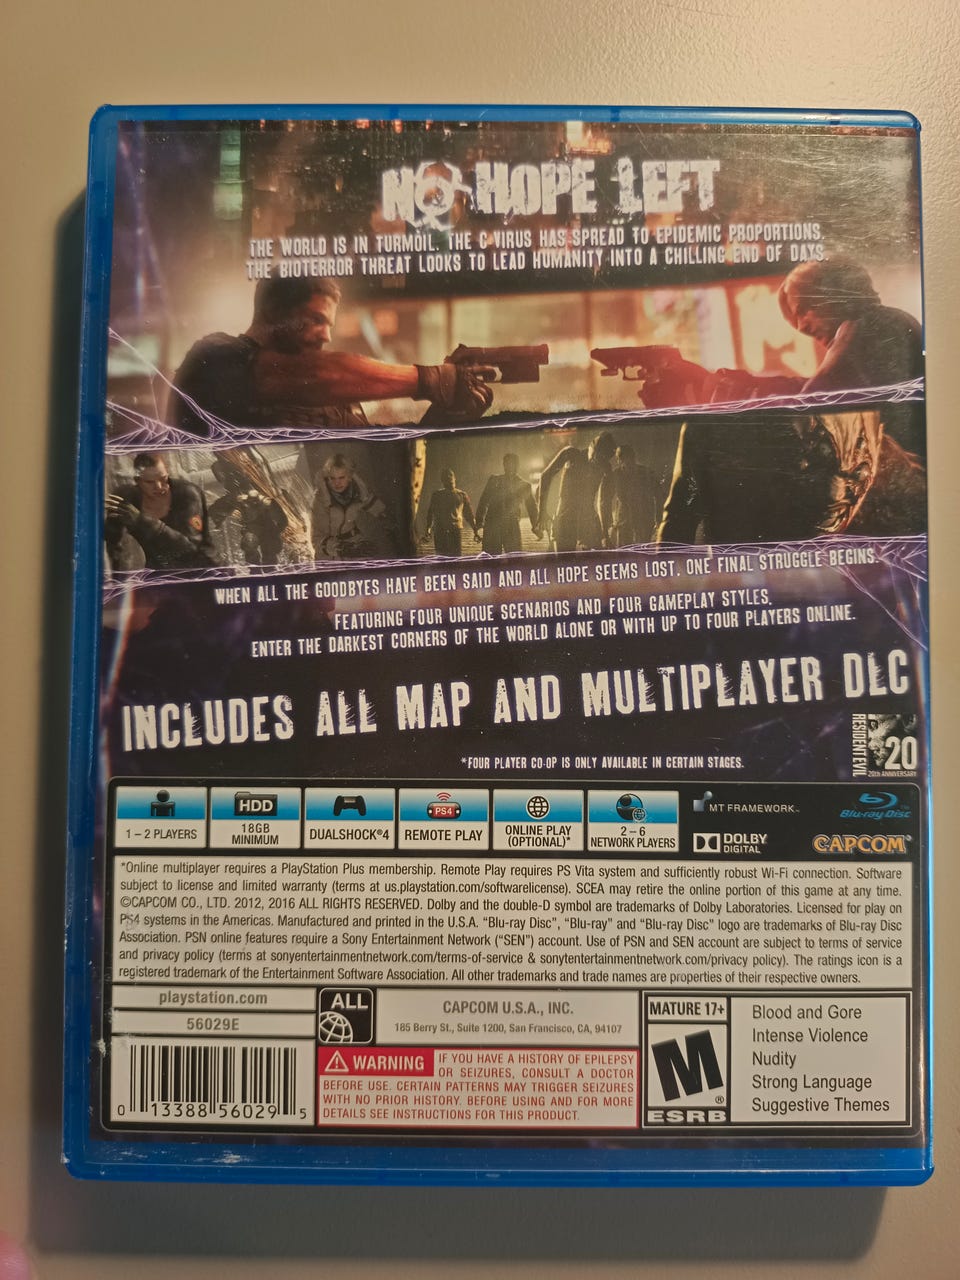 NO HOPE LEFT
THE WORLD IS IN TURMOIL. THE C-VIRUS HAS SPREAD TO EPIDEMIC PROPORTIONS.
THE BIOTERROR THREAT LOOKS TO LEAD HUMANITY INTO A CHILLING END OF DAYS.
WHEN ALL THE GOODBYES HAVE BEEN SAID AND ALL HOPE SEEMS LOST, ONE FINAL STRUGGLE BEGINS.
FEATURING FOUR UNIQUE SCENARIOS AND FOUR GAMEPLAY STYLES.
ENTER THE DARKEST CORNERS OF THE WORLD ALONE OR WITH UP TO FOUR PLAYERS ONLINE.
INCLUDES ALL MAP AND MULTIPLAYER DLC
*FOUR PLAYER CO-OP IS ONLY AVAILABLE IN CERTAIN STAGES.
RESIDENT EVIL
20
20th ANNIVERSARY
1 – 2 PLAYERS
HDD
18GB
MINIMUM
DUALSHOCK®4
PS4
REMOTE PLAY
ONLINE PLAY
(OPTIONAL)*
2 – 6
NETWORK PLAYERS
MT FRAMEWORK™
DOLBY
DIGITAL
Blu-ray Disc™
CAPCOM®
*Online multiplayer requires a PlayStation Plus membership. Remote Play requires PS Vita system and sufficiently robust Wi-Fi connection. Software
subject to license and limited warranty (terms at us.playstation.com/softwarelicense). SCEA may retire the online portion of this game at any time.
©CAPCOM CO., LTD. 2012, 2016 ALL RIGHTS RESERVED. Dolby and the double-D symbol are trademarks of Dolby Laboratories. Licensed for play on
PS4 systems in the Americas. Manufactured and printed in the U.S.A. “Blu-ray Disc”, “Blu-ray” and “Blu-ray Disc” logo are trademarks of Blu-ray Disc
Association. PSN online features require a Sony Entertainment Network (“SEN”) account. Use of PSN and SEN account are subject to terms of service
and privacy policy (terms at sonyentertainmentnetwork.com/terms-of-service & sonytentertainmentnetwork.com/privacy policy). The ratings icon is a
registered trademark of the Entertainment Software Association. All other trademarks and trade names are properties of their respective owners.
playstation.com
56029E
0 13388 56029 5
ALL
CAPCOM U.S.A., INC.
185 Berry St., Suite 1200, San Francisco, CA, 94107
WARNING IF YOU HAVE A HISTORY OF EPILEPSY
OR SEIZURES, CONSULT A DOCTOR
BEFORE USE. CERTAIN PATTERNS MAY TRIGGER SEIZURES
WITH NO PRIOR HISTORY. BEFORE USING AND FOR MORE
DETAILS SEE INSTRUCTIONS FOR THIS PRODUCT.
MATURE 17+
M®
ESRB
Blood and Gore
Intense Violence
Nudity
Strong Language
Suggestive Themes